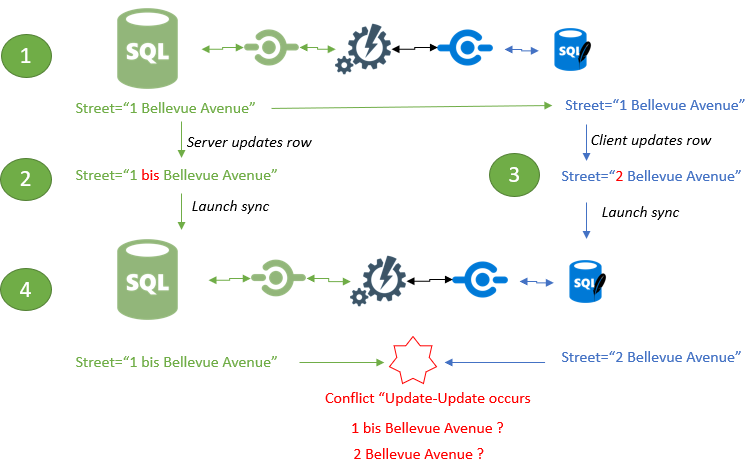 SQL
SQL
1
Street=“1 Bellevue Avenue”
Street=“1 Bellevue Avenue”
Server updates row
Client updates row
2
Street=“1 bis Bellevue Avenue”
3
Street=“2 Bellevue Avenue”
Launch sync
Launch sync
SQL
SQL
4
Street=“1 bis Bellevue Avenue”
Street=“2 Bellevue Avenue”
Conflict “Update-Update occurs
1 bis Bellevue Avenue ?
2 Bellevue Avenue ?